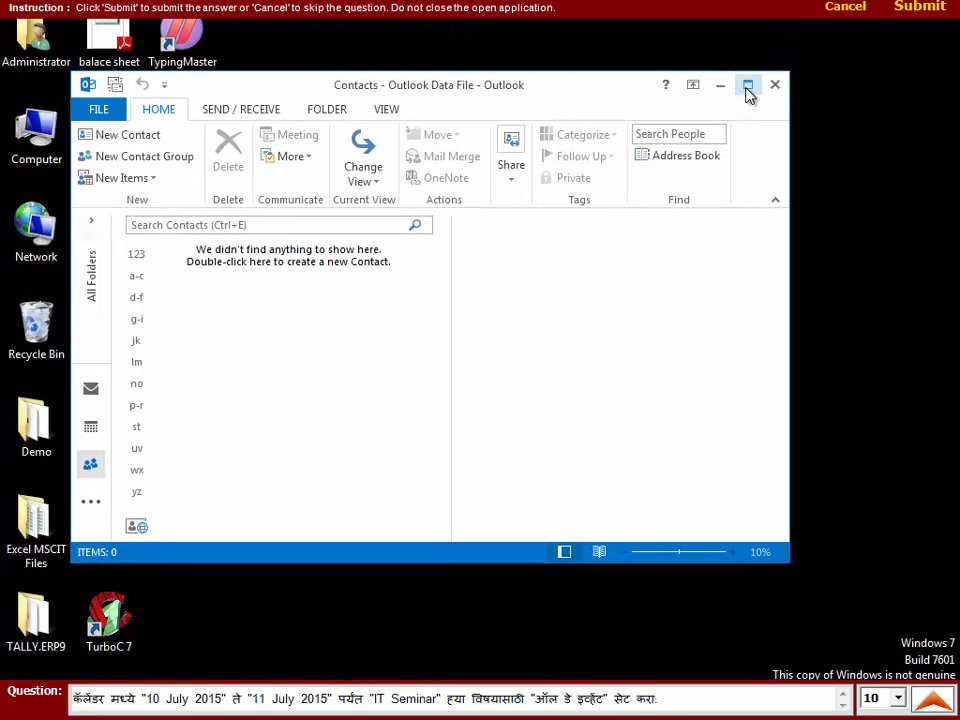 Instruction : Click 'Submit' to submit the answer or 'Cancel' to skip the question. Do not close the open application.
Cancel Submit
Administrator balace sheet TypingMaster
Contacts - Outlook Data File - Outlook
FILE HOME SEND / RECEIVE FOLDER VIEW
New Contact
New Contact Group
New Items
New
Delete
Delete
Meeting
More
Communicate
Change View
Current View
Move
Mail Merge
OneNote
Actions
Share
Categorize
Follow Up
Private
Tags
Search People
Address Book
Find
Search Contacts (Ctrl+E)
We didn't find anything to show here.
Double-click here to create a new Contact.
All Folders
123
a-c
d-f
g-i
jk
lm
no
p-r
st
uv
wx
yz
ITEMS: 0
10%
Computer
Network
Recycle Bin
Demo
Excel MSCIT
Files
TALLY.ERP9 TurboC 7
Windows 7
Build 7601
This copy of Windows is not genuine
Question: कॅलेंडर मध्ये "10 July 2015" ते "11 July 2015" पर्यंत "IT Seminar" ह्या विषयासाठी "ऑल डे इव्हेंट" सेट करा.
10